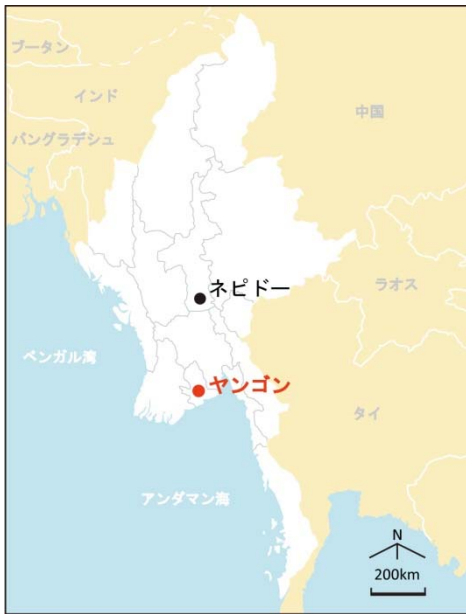 ブータン
インド
中国
バングラデシュ
ネピドー
ラオス
ベンガル湾
ヤンゴン
タイ
アンダマン海
N
200km